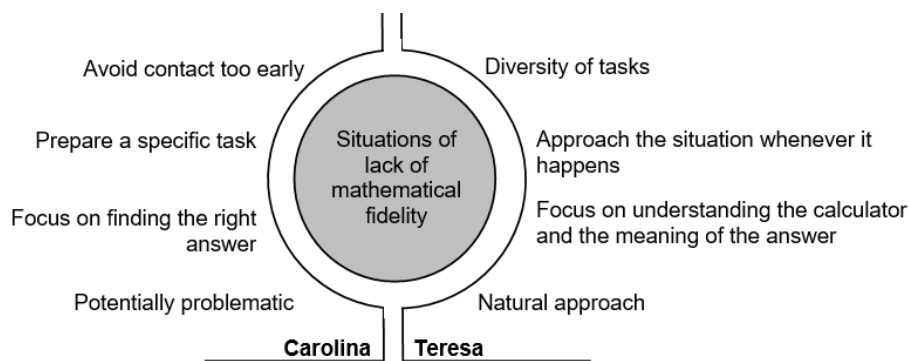 Avoid contact too early
Diversity of tasks
Prepare a specific task
Situations of
lack of
mathematical
fidelity
Approach the situation whenever it
happens
Focus on finding the right
answer
Focus on understanding the calculator
and the meaning of the answer
Potentially problematic
Natural approach
Carolina
Teresa